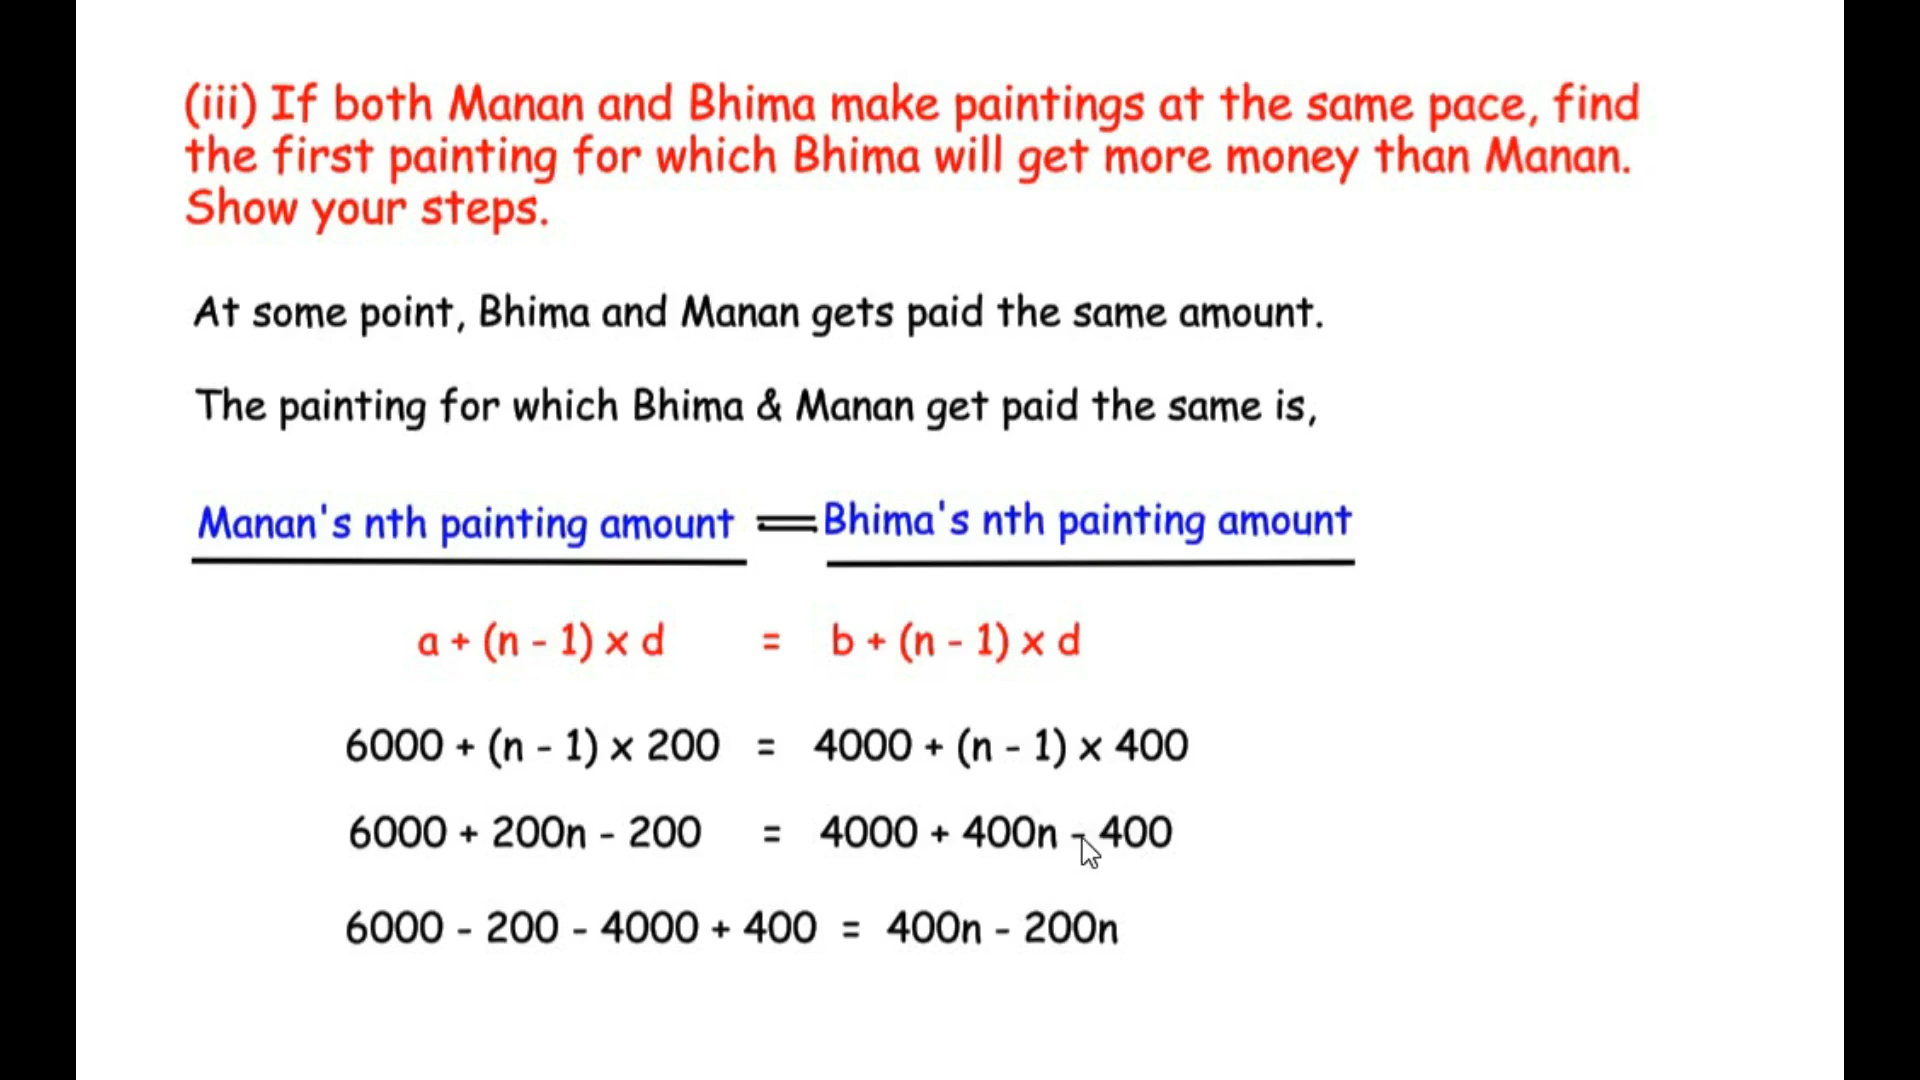 (iii) If both Manan and Bhima make paintings at the same pace, find
the first painting for which Bhima will get more money than Manan.
Show your steps.
At some point, Bhima and Manan gets paid the same amount.
The painting for which Bhima & Manan get paid the same is,
Manan's nth painting amount = Bhima's nth painting amount
a + (n - 1) x d = b + (n - 1) x d
6000 + (n - 1) x 200 = 4000 + (n - 1) x 400
6000 + 200n - 200 = 4000 + 400n - 400
6000 - 200 - 4000 + 400 = 400n - 200n